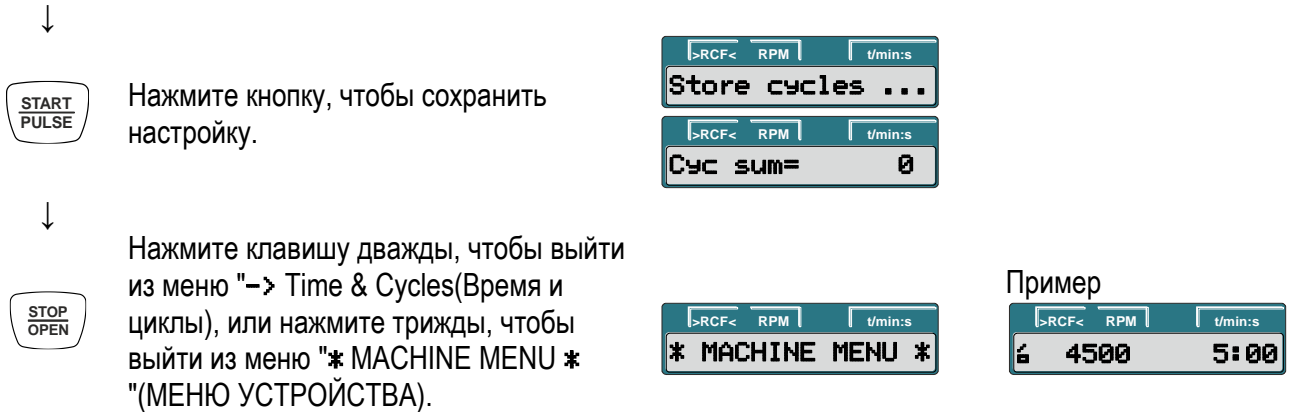 ↓
START
PULSE
Нажмите кнопку, чтобы сохранить
настройку.
>RCF< RPM t/min:s
Store cycles ...
>RCF< RPM t/min:s
Cyc sum= 0
↓
STOP
OPEN
Нажмите клавишу дважды, чтобы выйти
из меню "-> Time & Cycles(Время и
циклы), или нажмите трижды, чтобы
выйти из меню "* MACHINE MENU *
"(МЕНЮ УСТРОЙСТВА).
>RCF< RPM t/min:s
* MACHINE MENU *
Пример
>RCF< RPM t/min:s
4500 5:00